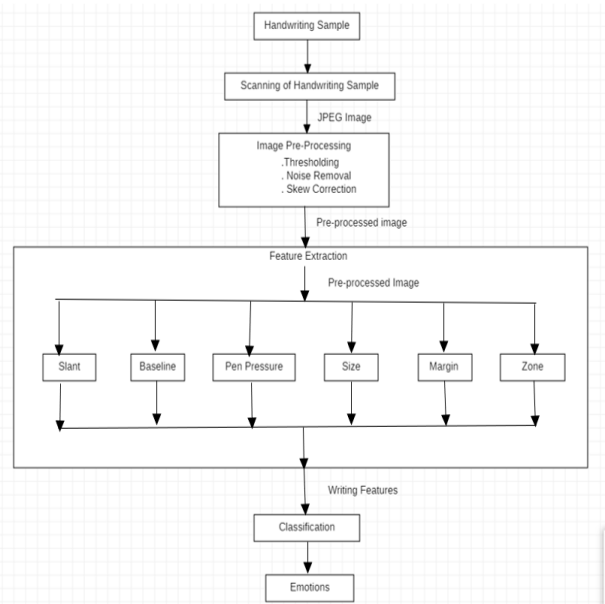 Handwriting Sample
Scanning of Handwriting Sample
JPEG Image
Image Pre-Processing
.Thresholding
. Noise Removal
. Skew Correction
Pre-processed image
Feature Extraction
Pre-processed Image
Slant
Baseline
Pen Pressure
Size
Margin
Zone
Writing Features
Classification
Emotions